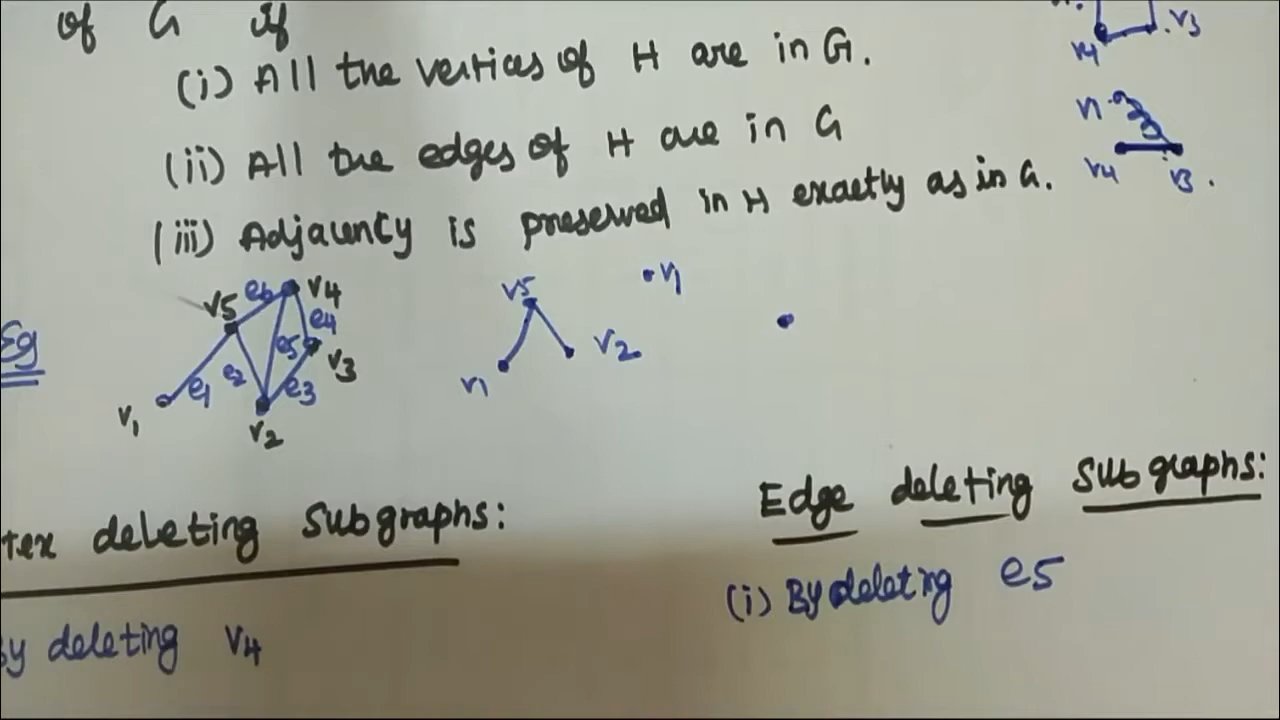 of G if
(i) All the vertices of H are in G.
(ii) All the edges of H are in G
(iii) Adjacency is preserved in H exactly as in G.
v3
v4
v1
v4 v3.
Eg
v5 e6 v4
e4
e5 v3
e1 e2 e3
v1
v2
v5
v1 v2
v1
tex deleting subgraphs:
By deleting v4
Edge deleting subgraphs:
(i) By deleting e5